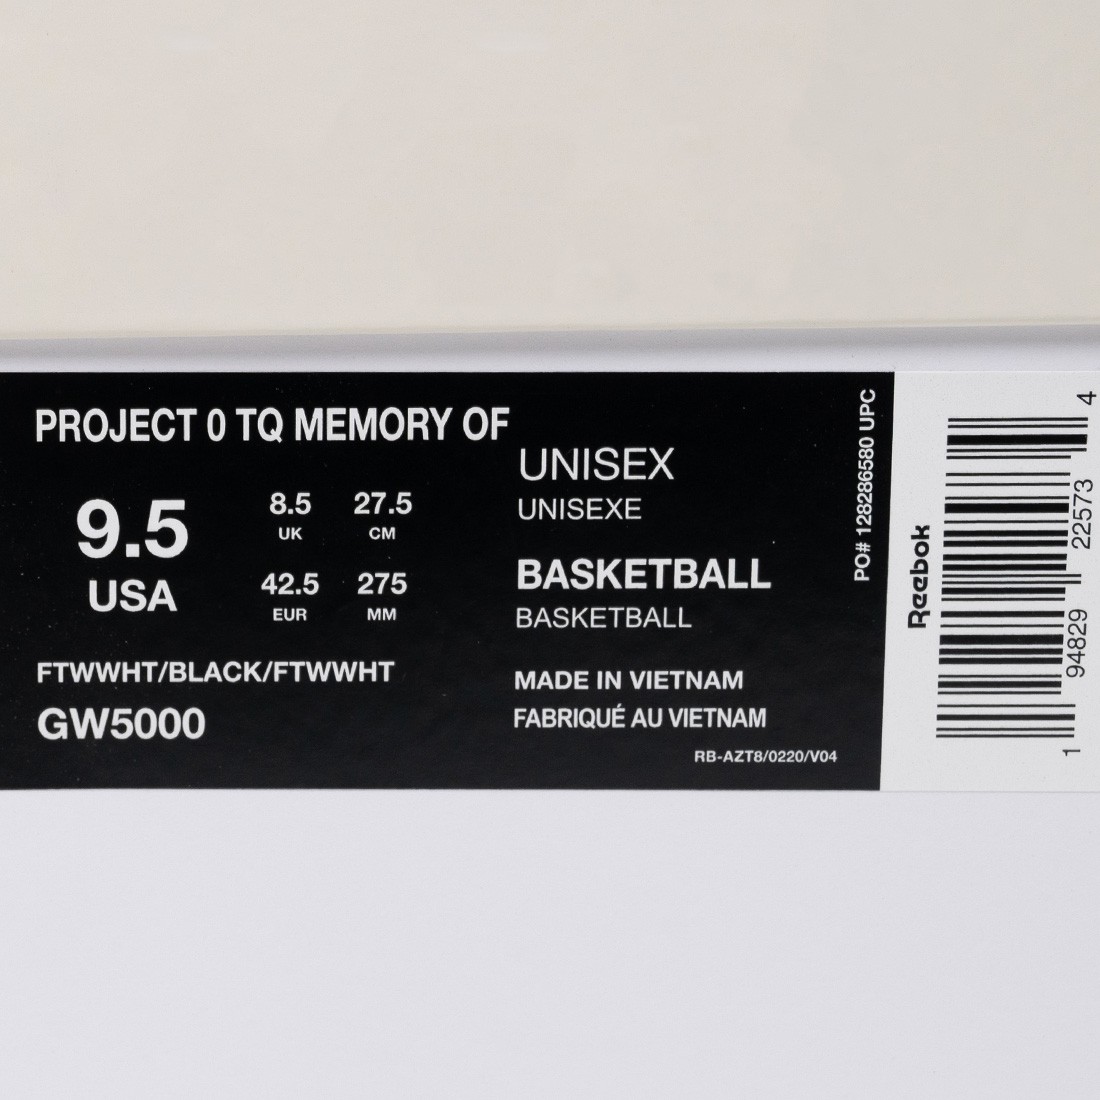 PROJECT 0 TQ MEMORY OF
9.5
USA
8.5 27.5
UK CM
42.5 275
EUR MM
FTWWHT/BLACK/FTWWHT
GW5000
UNISEX
UNISEXE
BASKETBALL
BASKETBALL
MADE IN VIETNAM
FABRIQUÉ AU VIETNAM
RB-AZT8/0220/V04
PO# 128286580 UPC
Reebok
1 94829 22573 4